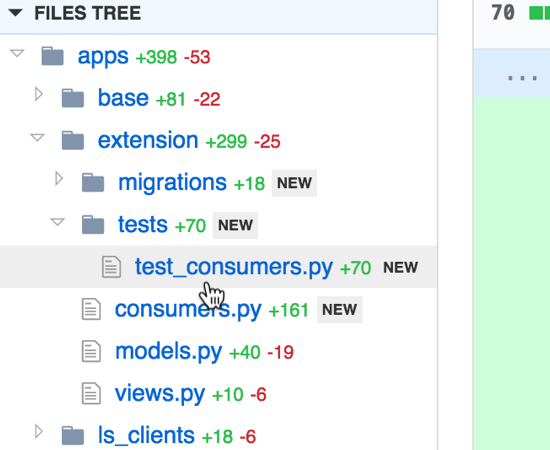 FILES TREE
70
apps +398 -53
...
base +81 -22
extension +299 -25
migrations +18 NEW
tests +70 NEW
test_consumers.py +70 NEW
consumers.py +161 NEW
models.py +40 -19
views.py +10 -6
ls_clients +18 -6